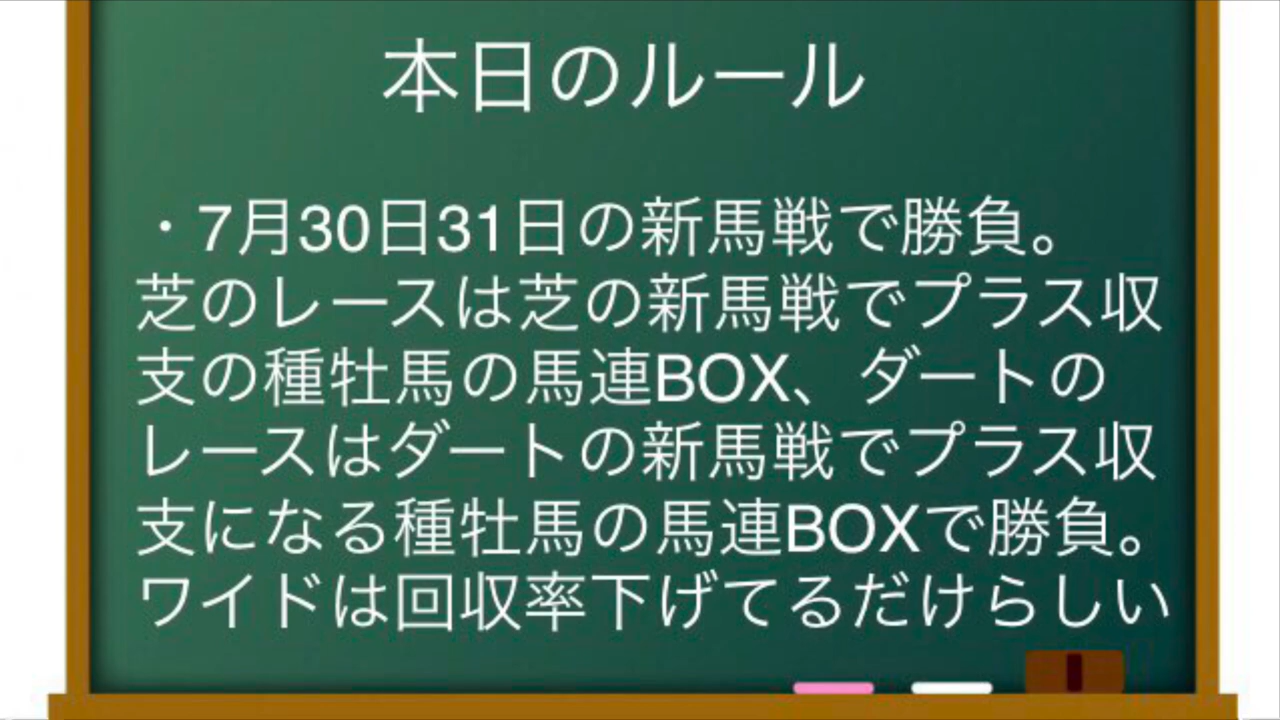 本日のルール
・7月30日31日の新馬戦で勝負。
芝のレースは芝の新馬戦でプラス収
支の種牡馬の馬連BOX、ダートの
レースはダートの新馬戦でプラス収
支になる種牡馬の馬連BOXで勝負。
ワイドは回収率下げてるだけらしい